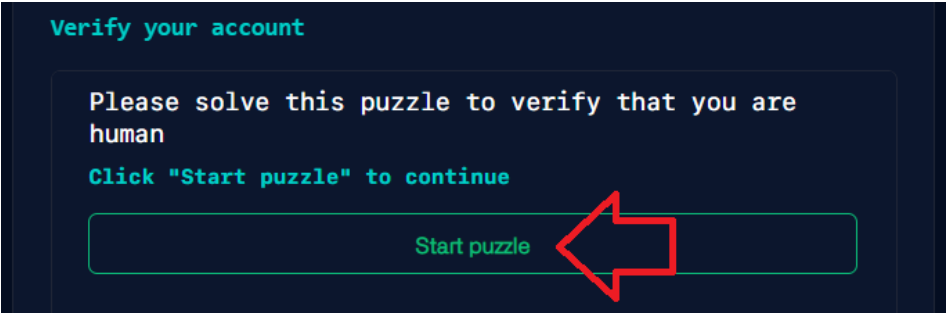 Verify your account
Please solve this puzzle to verify that you are
human
Click "Start puzzle" to continue
Start puzzle